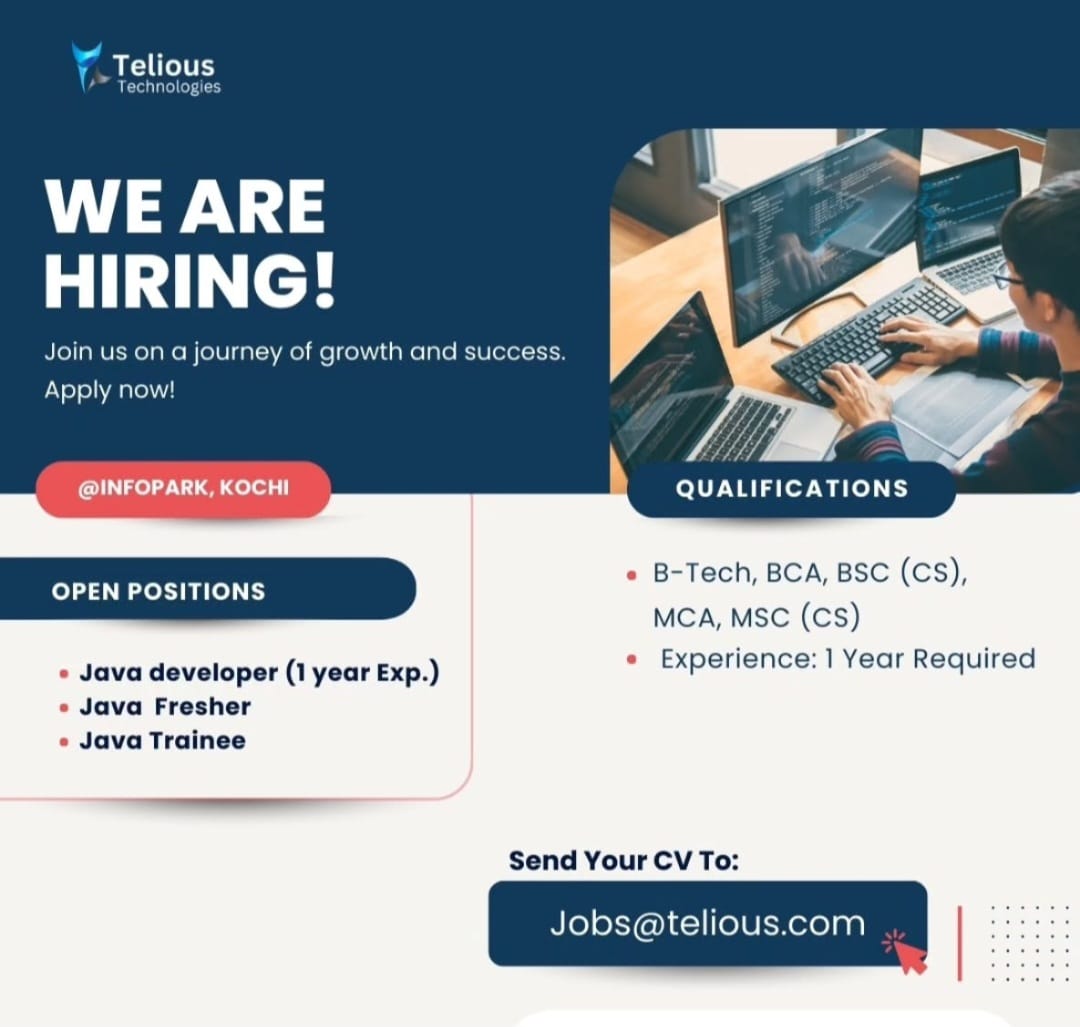 Telious
Technologies
WE ARE
HIRING!
Join us on a journey of growth and success.
Apply now!
@INFOPARK, KOCHI
OPEN POSITIONS
Java developer (1 year Exp.)
Java Fresher
Java Trainee
QUALIFICATIONS
B-Tech, BCA, BSC (CS),
MCA, MSC (CS)
Experience: 1 Year Required
Send Your CV To:
Jobs@telious.com